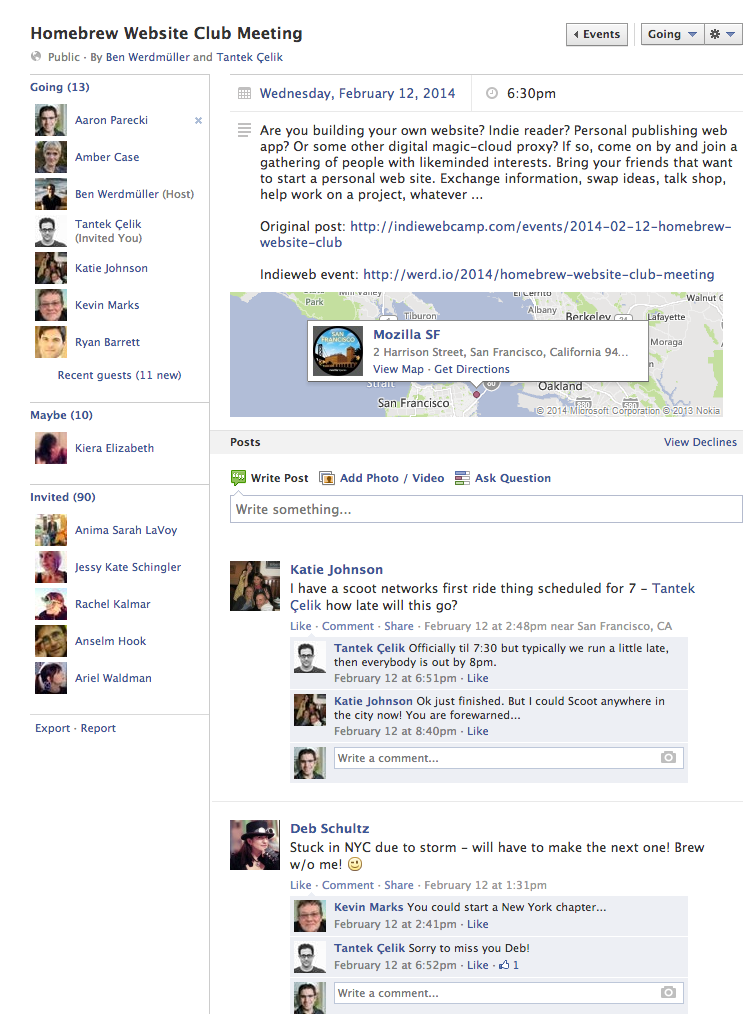 Homebrew Website Club Meeting
Events
Going
Public · By Ben Werdmüller and Tantek Çelik
Going (13)
Aaron Parecki
Amber Case
Ben Werdmüller (Host)
Tantek Çelik
(Invited You)
Katie Johnson
Kevin Marks
Ryan Barrett
Recent guests (11 new)
Maybe (10)
Kiera Elizabeth
Invited (90)
Anima Sarah LaVoy
Jessy Kate Schingler
Rachel Kalmar
Anselm Hook
Ariel Waldman
Export · Report
Wednesday, February 12, 2014
6:30pm
Are you building your own website? Indie reader? Personal publishing web
app? Or some other digital magic-cloud proxy? If so, come on by and join a
gathering of people with likeminded interests. Bring your friends that want
to start a personal web site. Exchange information, swap ideas, talk shop,
help work on a project, whatever ...
Original post: http://indiewebcamp.com/events/2014-02-12-homebrew-
website-club
Indieweb event: http://werd.io/2014/homebrew-website-club-meeting
Park
Mill Valley
El Cerrito
Walnut C
Tiburon
Albany
Berkeley
24
Lafayette
Moraga
SAN
FRANCISCO
Mozilla SF
2 Harrison Street, San Francisco, California 94...
View Map · Get Directions
Strait
80
Oakland
San Francisco
880
580
© 2014 Microsoft Corporation © 2013 Nokia
Posts
View Declines
Write Post
Add Photo / Video
Ask Question
Write something...
Katie Johnson
I have a scoot networks first ride thing scheduled for 7 - Tantek
Çelik how late will this go?
Like · Comment · Share · February 12 at 2:48pm near San Francisco, CA
Tantek Çelik Officially til 7:30 but typically we run a little late,
then everybody is out by 8pm.
February 12 at 6:51pm · Like
Katie Johnson Ok just finished. But I could Scoot anywhere in
the city now! You are forewarned...
February 12 at 8:40pm · Like
Write a comment...
Deb Schultz
Stuck in NYC due to storm - will have to make the next one! Brew
w/o me!
Like · Comment · Share · February 12 at 1:31pm
Kevin Marks You could start a New York chapter...
February 12 at 2:41pm · Like
Tantek Çelik Sorry to miss you Deb!
February 12 at 6:52pm · Like · 1
Write a comment...